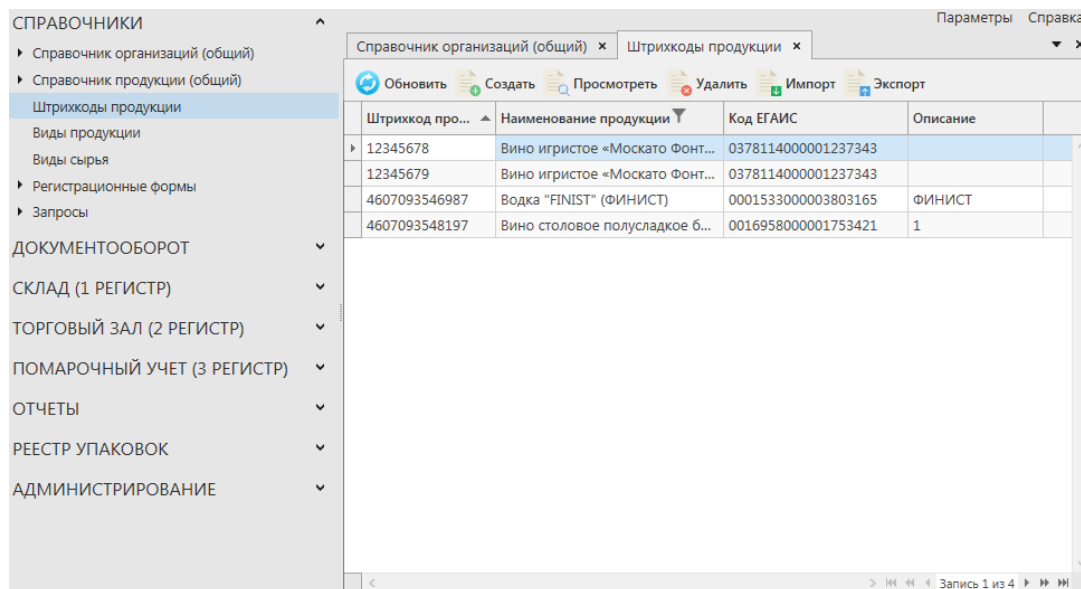 Параметры Справка
СПРАВОЧНИКИ
Справочник организаций (общий)
Справочник продукции (общий)
Штрихкоды продукции
Виды продукции
Виды сырья
Регистрационные формы
Запросы
ДОКУМЕНТООБОРОТ
СКЛАД (1 РЕГИСТР)
ТОРГОВЫЙ ЗАЛ (2 РЕГИСТР)
ПОМАРОЧНЫЙ УЧЕТ (3 РЕГИСТР)
ОТЧЕТЫ
РЕЕСТР УПАКОВОК
АДМИНИСТРИРОВАНИЕ
Справочник организаций (общий) × Штрихкоды продукции ×
Обновить Создать Просмотреть Удалить Импорт Экспорт
Штрихкод про... Наименование продукции Код ЕГАИС Описание
12345678 Вино игристое «Москато Фонт... 0378114000001237343
12345679 Вино игристое «Москато Фонт... 0378114000001237343
4607093546987 Водка "FINIST" (ФИНИСТ) 0001533000003803165 ФИНИСТ
4607093548197 Вино столовое полусладкое б... 0016958000001753421 1
Запись 1 из 4